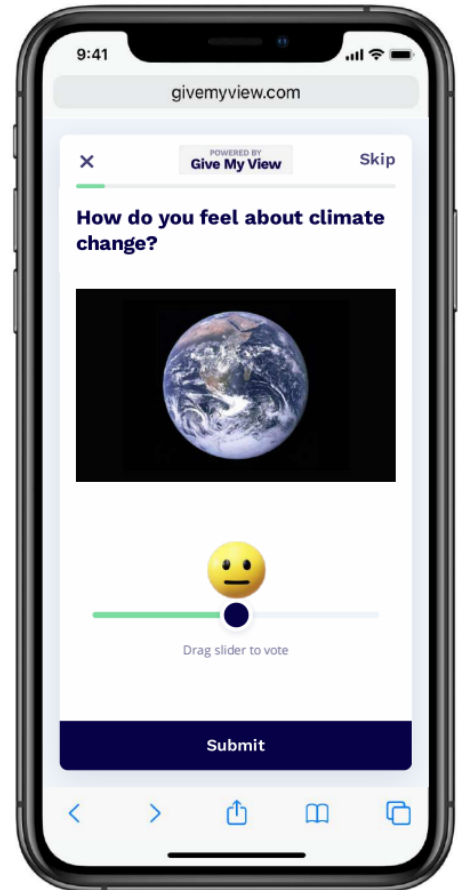 9:41
givemyview.com
POWERED BY
Give My View
Skip
How do you feel about climate
change?
Drag slider to vote
Submit